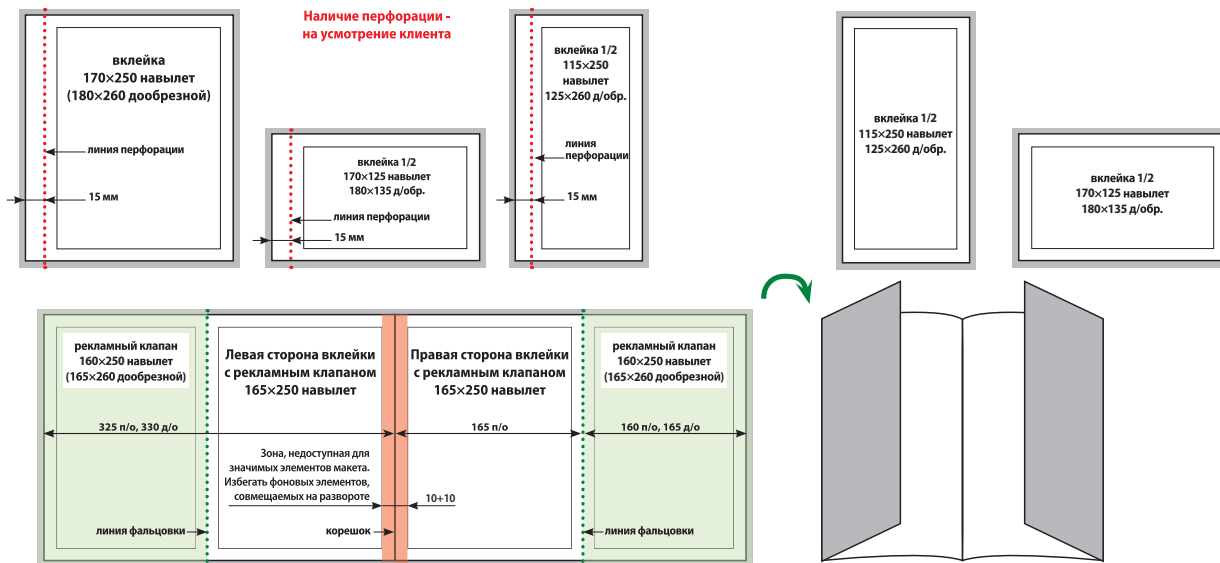 Наличие перфорации -
на усмотрение клиента
вклейка
170×250 навылет
(180×260 дообрезной)
линия перфорации
15 мм
вклейка 1/2
170×125 навылет
180×135 д/обр.
линия перфорации
15 мм
вклейка 1/2
115×250
навылет
125×260 д/обр.
линия
перфорации
15 мм
вклейка 1/2
115×250 навылет
125×260 д/обр.
вклейка 1/2
170×125 навылет
180×135 д/обр.
рекламный клапан
160×250 навылет
(165×260 дообрезной)
Левая сторона вклейки
с рекламным клапаном
165×250 навылет
Правая сторона вклейки
с рекламным клапаном
165×250 навылет
рекламный клапан
160×250 навылет
(165×260 дообрезной)
325 п/о, 330 д/о
165 п/о
160 п/о, 165 д/о
Зона, недоступная для
значимых элементов макета.
Избегать фоновых элементов,
совмещаемых на развороте
10+10
линия фальцовки
корешок
линия фальцовки